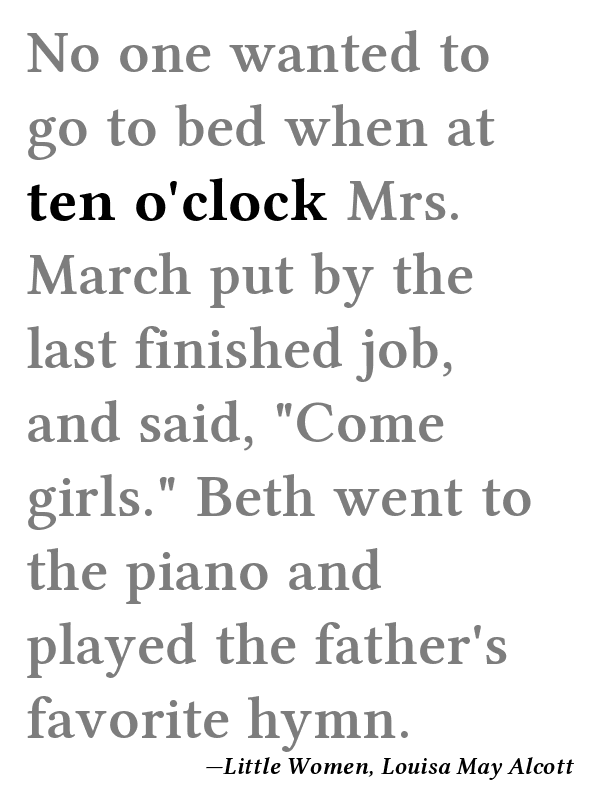 No one wanted to
go to bed when at
ten o'clock Mrs.
March put by the
last finished job,
and said, "Come
girls." Beth went to
the piano and
played the father's
favorite hymn.
—Little Women, Louisa May Alcott